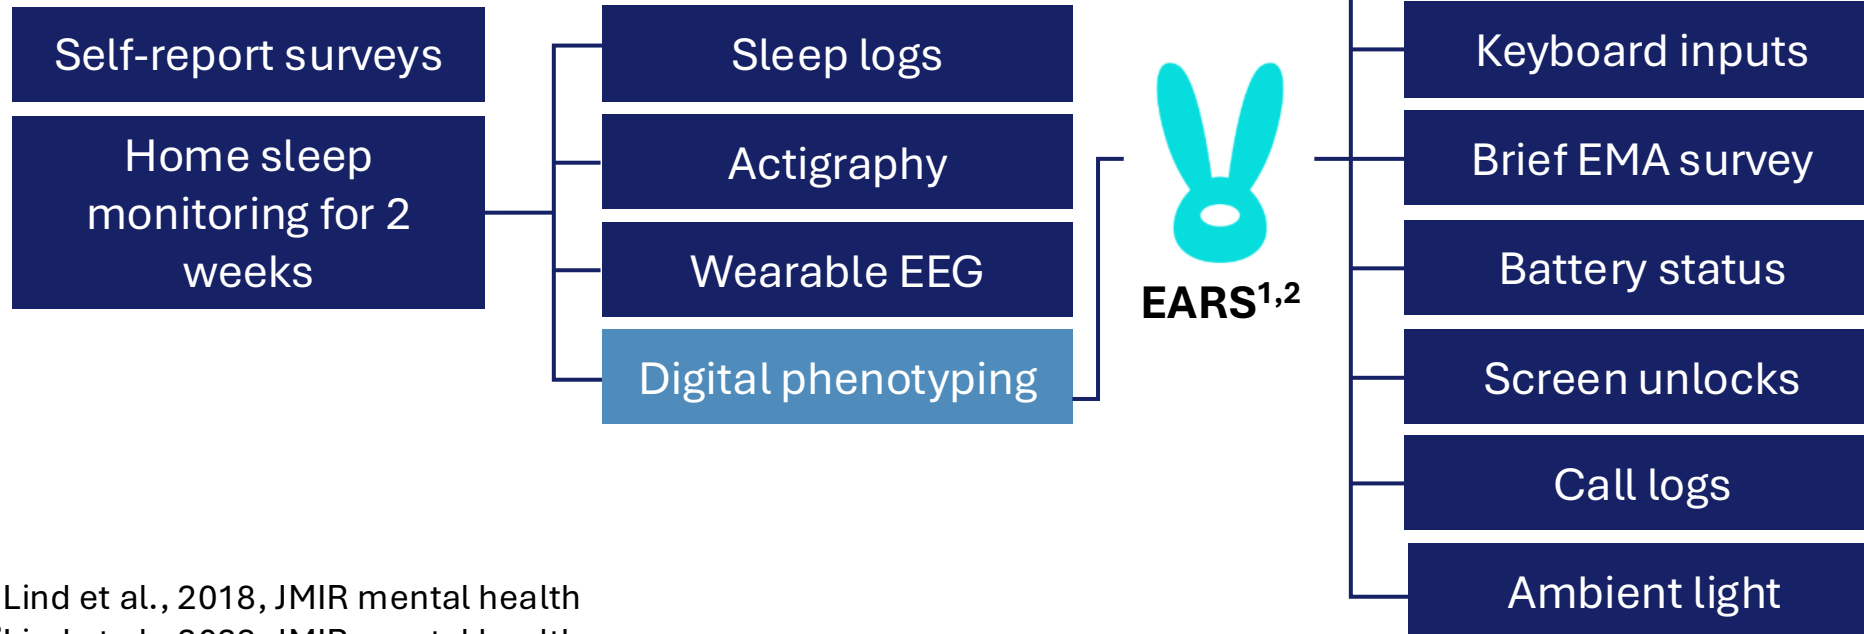 Self-report surveys
Home sleep
monitoring for 2
weeks
Sleep logs
Actigraphy
Wearable EEG
Digital phenotyping
EARS1,2
Keyboard inputs
Brief EMA survey
Battery status
Screen unlocks
Call logs
Ambient light
Lind et al., 2018, JMIR mental health